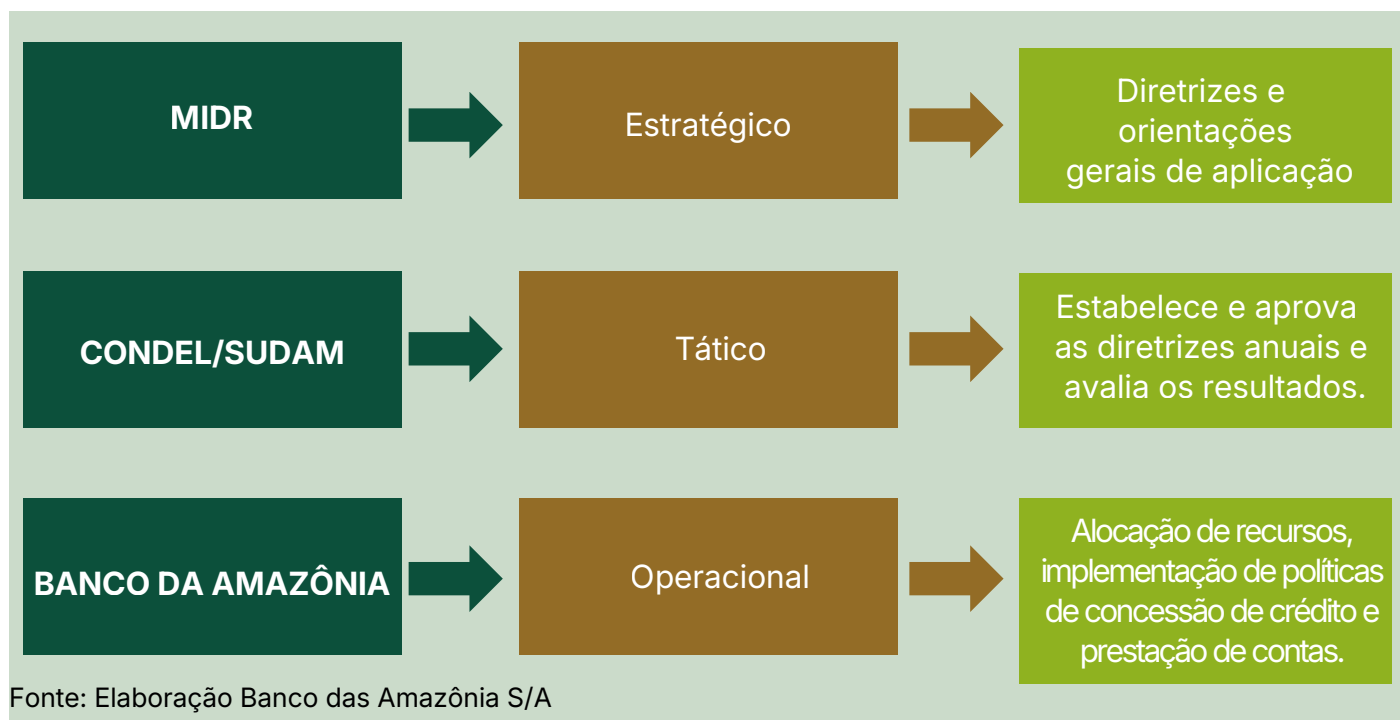 MIDR
Estratégico
Diretrizes e
orientações
gerais de aplicação
CONDEL/SUDAM
Tático
Estabelece e aprova
as diretrizes anuais e
avalia os resultados.
BANCO DA AMAZÔNIA
Operacional
Alocação de recursos,
implementação de políticas
de concessão de crédito e
prestação de contas.
Fonte: Elaboração Banco das Amazônia S/A